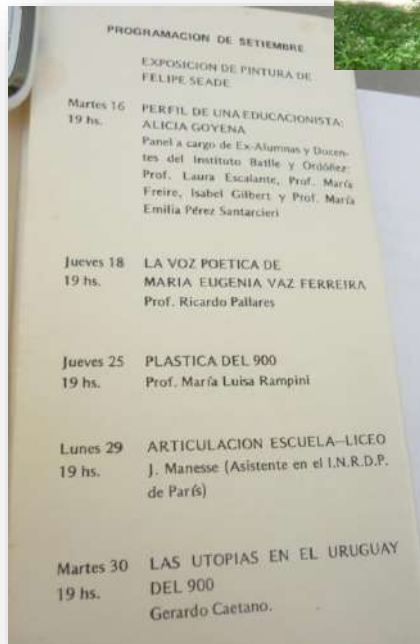 PROGRAMACION DE SETIEMBRE
EXPOSICION DE PINTURA DE
FELIPE SEADE
Martes 16 PERFIL DE UNA EDUCACIONISTA:
19 hs. ALICIA GOYENA
Panel a cargo de Ex-Alumnas y Docen-
tes del Instituto Batlle y Ordóñez:
Prof. Laura Escalante, Prof. María
Freire, Isabel Gilbert y Prof. María
Emilia Pérez Santarcieri
Jueves 18 LA VOZ POETICA DE
19 hs. MARIA EUGENIA VAZ FERREIRA
Prof. Ricardo Pallares
Jueves 25 PLASTICA DEL 900
19 hs. Prof. María Luisa Rampini
Lunes 29 ARTICULACION ESCUELA-LICEO
19 hs. J. Manesse (Asistente en el I.N.R.D.P.
de París)
Martes 30 LAS UTOPIAS EN EL URUGUAY
19 hs. DEL 900
Gerardo Caetano.